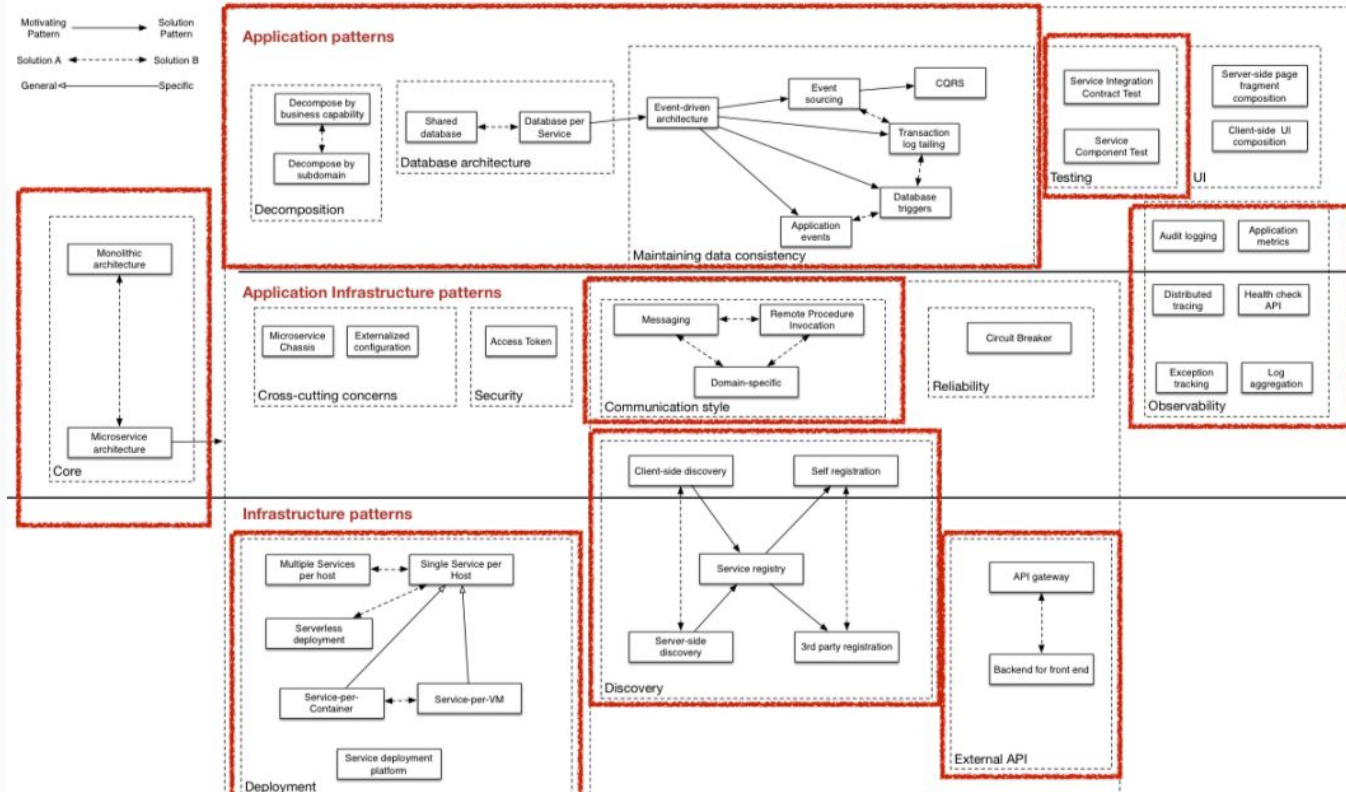 Motivating
Pattern
Solution
Pattern
Solution A
Solution B
General
Specific
Application patterns
Decompose by
business capability
Decompose by
subdomain
Decomposition
Shared
database
Database per
Service
Database architecture
Event-driven
architecture
Event
sourcing
CQRS
Transaction
log tailing
Database
triggers
Application
events
Maintaining data consistency
Service Integration
Contract Test
Service
Component Test
Testing
Server-side page
fragment composition
Client-side UI
composition
UI
Monolithic
architecture
Microservice
architecture
Core
Application Infrastructure patterns
Microservice
Chassis
Externalized
configuration
Cross-cutting concerns
Access Token
Security
Messaging
Remote Procedure
Invocation
Domain-specific
Communication style
Circuit Breaker
Reliability
Audit logging
Application
metrics
Distributed
tracing
Health check
API
Exception
tracking
Log
aggregation
Observability
Infrastructure patterns
Multiple Services
per host
Single Service per
Host
Serverless
deployment
Service-per-
Container
Service-per-VM
Service deployment
platform
Deployment
Client-side discovery
Self registration
Service registry
Server-side
discovery
3rd party registration
Discovery
API gateway
Backend for front end
External API